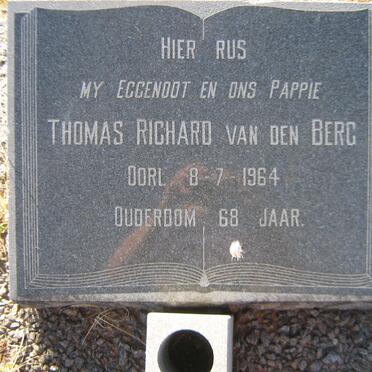 HIER RUS
MY EGGENOOT EN ONS PAPPIE
THOMAS RICHARD VAN DEN BERG
OORL. 8-7-1964
OUDERDOM 68 JAAR.